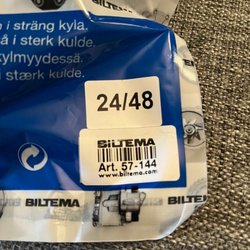 n i sträng kyla.
å i sterk kulde.
kylmyydessä.
i stærk kulde.
24/48
BILTEMA
Art. 57-144
www.biltema.com
BILTEMA
BILTEMA